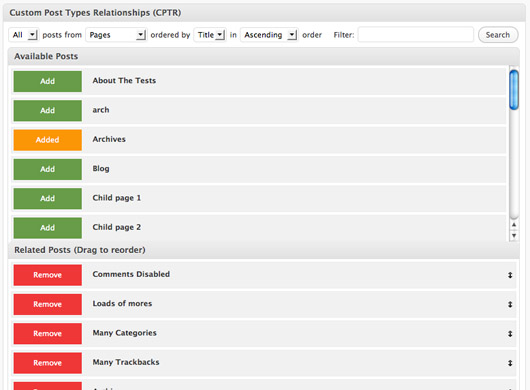 Custom Post Types Relationships (CPTR)
All posts from Pages ordered by Title in Ascending order Filter: Search
Available Posts
Add About The Tests
Add arch
Added Archives
Add Blog
Add Child page 1
Add Child page 2
Related Posts (Drag to reorder)
Remove Comments Disabled
Remove Loads of mores
Remove Many Categories
Remove Many Trackbacks